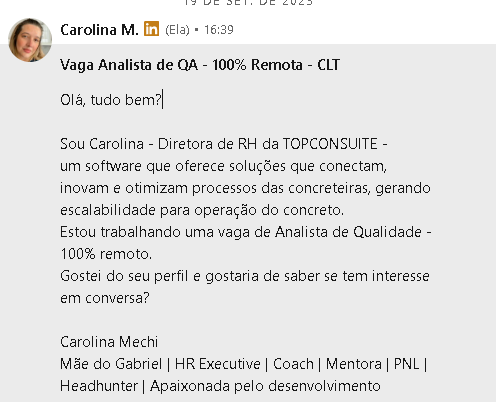 19 DE SET. DE 2023
Carolina M. in (Ela) • 16:39
Vaga Analista de QA - 100% Remota - CLT
Olá, tudo bem?
Sou Carolina - Diretora de RH da TOPCONSUITE -
um software que oferece soluções que conectam,
inovam e otimizam processos das concreteiras, gerando
escalabilidade para operação do concreto.
Estou trabalhando uma vaga de Analista de Qualidade -
100% remoto.
Gostei do seu perfil e gostaria de saber se tem interesse
em conversa?
Carolina Mechi
Mãe do Gabriel | HR Executive | Coach | Mentora | PNL |
Headhunter | Apaixonada pelo desenvolvimento